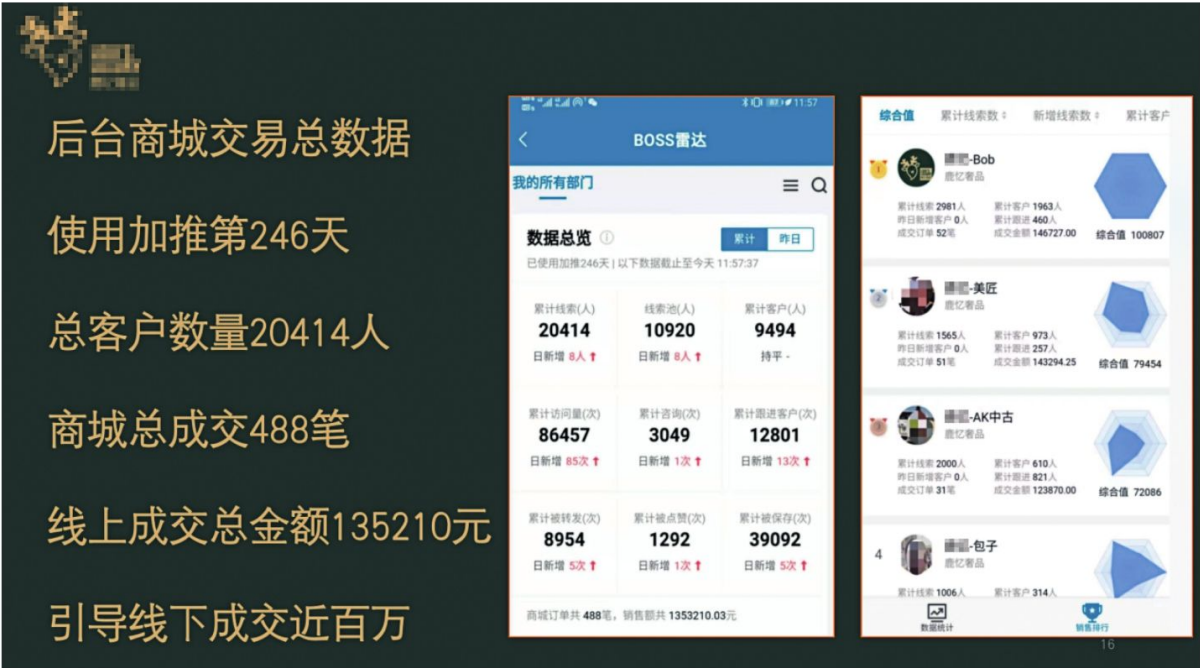 后台商城交易总数据
使用加推第246天
总客户数量20414人
商城总成交488笔
线上成交总金额135210元
引导线下成交近百万
11:57
BOSS雷达
我的所有部门
数据总览
累计 昨日
已使用加推246天 | 以下数据截止至今天 11:57:37
累计线索(人) 线索池(人) 累计客户(人)
20414 10920 9494
日新增 8人 日新增 8人 持平 -
累计访问量(次) 累计咨询(次) 累计跟进客户(次)
86457 3049 12801
日新增 85次 日新增 1次 日新增 13次
累计被转发(次) 累计被点赞(次) 累计被保存(次)
8954 1292 39092
日新增 5次 日新增 1次 日新增 5次
商城订单共 488笔，销售额共 1353210.03元
综合值 累计线索数 新增线索数 累计客户
1
-Bob
鹿忆奢品
累计线索 2981人 累计客户 1963人
昨日新增客户 0人 累计跟进 460人
成交订单 52笔 成交金额 146727.00
综合值 100807
2
-美匠
鹿忆奢品
累计线索 1565人 累计客户 973人
昨日新增客户 0人 累计跟进 257人
成交订单 51笔 成交金额 143294.25
综合值 79454
3
-AK中古
鹿忆奢品
累计线索 2000人 累计客户 610人
昨日新增客户 0人 累计跟进 821人
成交订单 31笔 成交金额 123870.00
综合值 72086
4
-包子
鹿忆奢品
累计线索 1006人 累计客户 314人
数据统计 销售排行
16